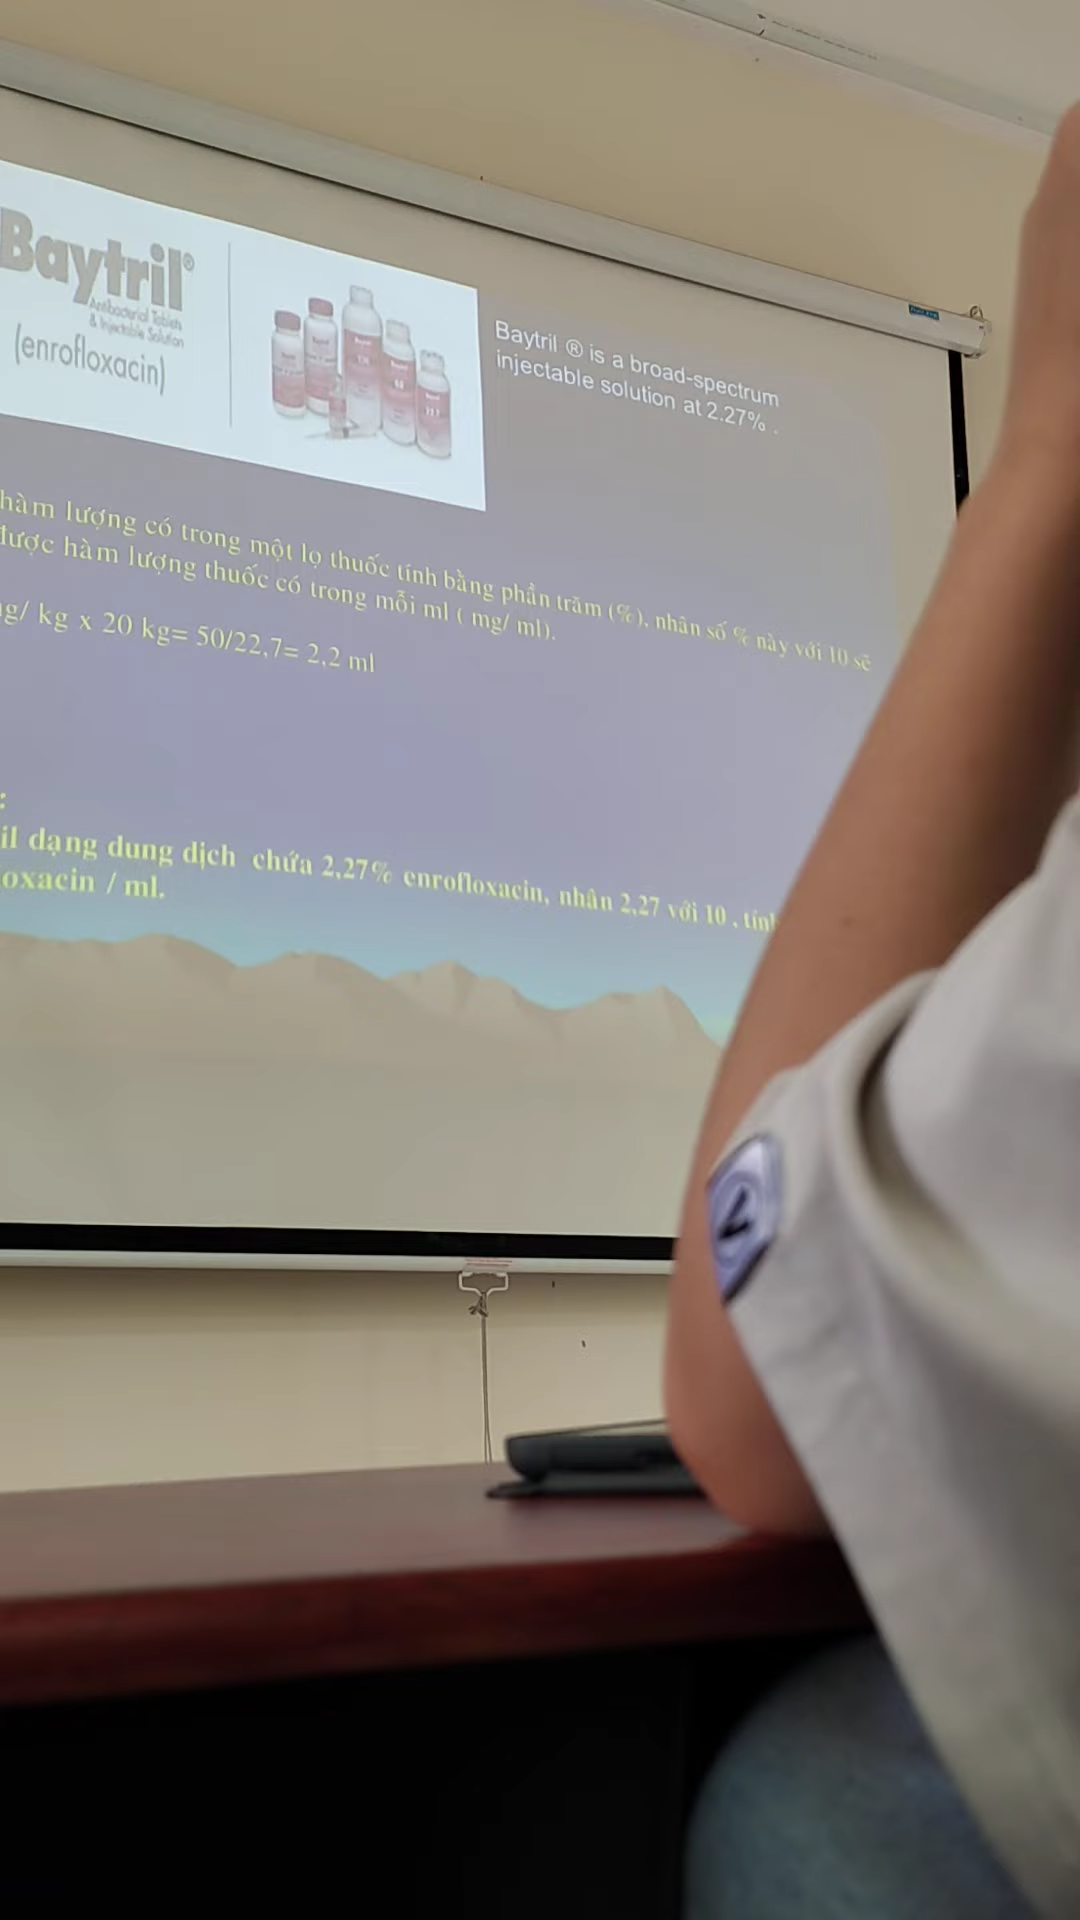 Baytril®
Antibacterial Tablets
& Injectable Solution
(enrofloxacin)
Baytril ® is a broad-spectrum
injectable solution at 2.27% .
hàm lượng có trong một lọ thuốc tính bằng phần trăm (%), nhân số % này với 10 sẽ
được hàm lượng thuốc có trong mỗi ml ( mg/ ml).
g/ kg x 20 kg= 50/22,7= 2,2 ml
:
il dạng dung dịch chứa 2,27% enrofloxacin, nhân 2,27 với 10 , tính
oxacin / ml.